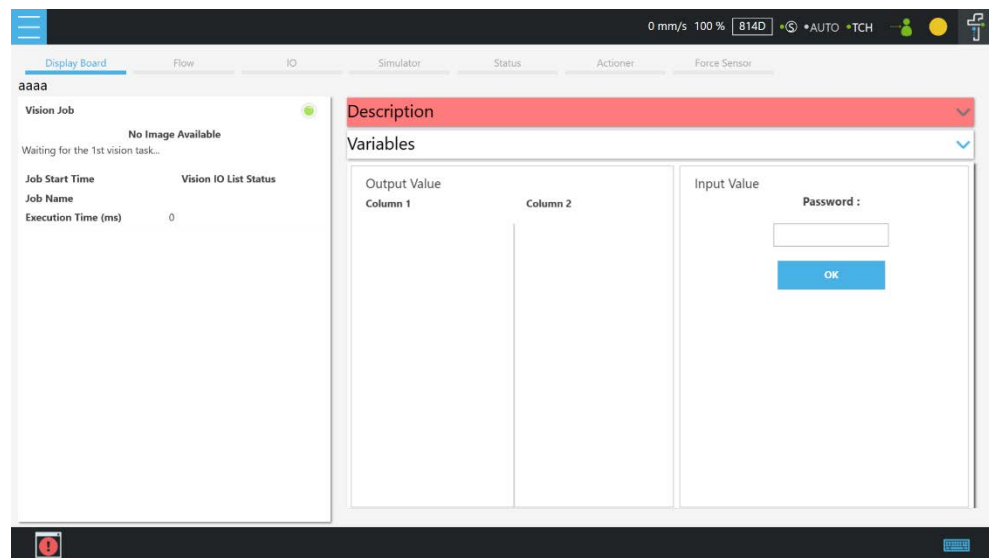 0 mm/s 100 % 814D •Ⓢ •AUTO •TCH
Display Board Flow IO Simulator Status Actioner Force Sensor
aaaa
Vision Job
No Image Available
Waiting for the 1st vision task...
Job Start Time Vision IO List Status
Job Name
Execution Time (ms) 0
Description
Variables
Output Value
Column 1 Column 2
Input Value
Password :
OK